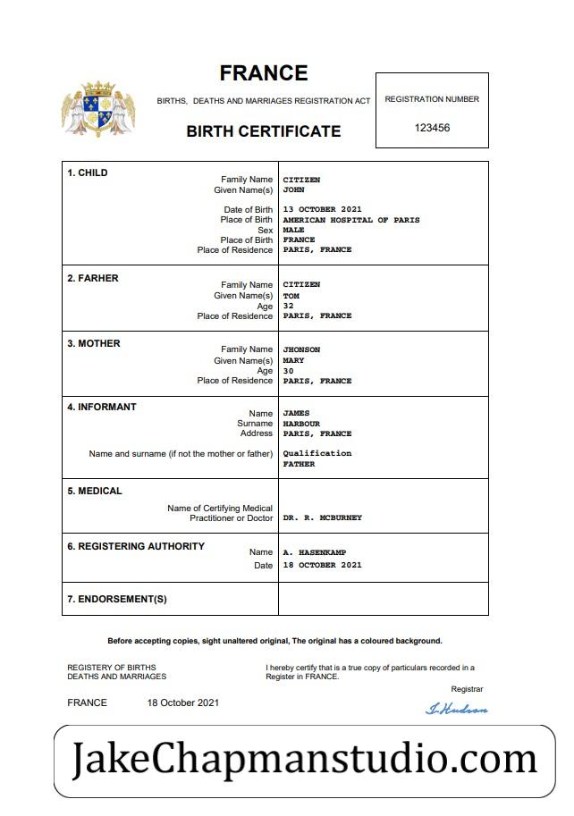 FRANCE
BIRTHS, DEATHS AND MARRIAGES REGISTRATION ACT
BIRTH CERTIFICATE
REGISTRATION NUMBER
123456
1. CHILD
Family Name CITIZEN
Given Name(s) JOHN
Date of Birth 13 OCTOBER 2021
Place of Birth AMERICAN HOSPITAL OF PARIS
Sex MALE
Place of Birth FRANCE
Place of Residence PARIS, FRANCE
2. FARHER
Family Name CITIZEN
Given Name(s) TOM
Age 32
Place of Residence PARIS, FRANCE
3. MOTHER
Family Name JHONSON
Given Name(s) MARY
Age 30
Place of Residence PARIS, FRANCE
4. INFORMANT
Name JAMES
Surname HARBOUR
Address PARIS, FRANCE
Name and surname (if not the mother or father) Qualification
FATHER
5. MEDICAL
Name of Certifying Medical
Practitioner or Doctor DR. R. MCBURNEY
6. REGISTERING AUTHORITY
Name A. HASENKAMP
Date 18 OCTOBER 2021
7. ENDORSEMENT(S)
Before accepting copies, sight unaltered original, The original has a coloured background.
REGISTERY OF BIRTHS
DEATHS AND MARRIAGES
I hereby certify that is a true copy of particulars recorded in a
Register in FRANCE.
Registrar
FRANCE 18 October 2021
J.Hudson
JakeChapmanstudio.com